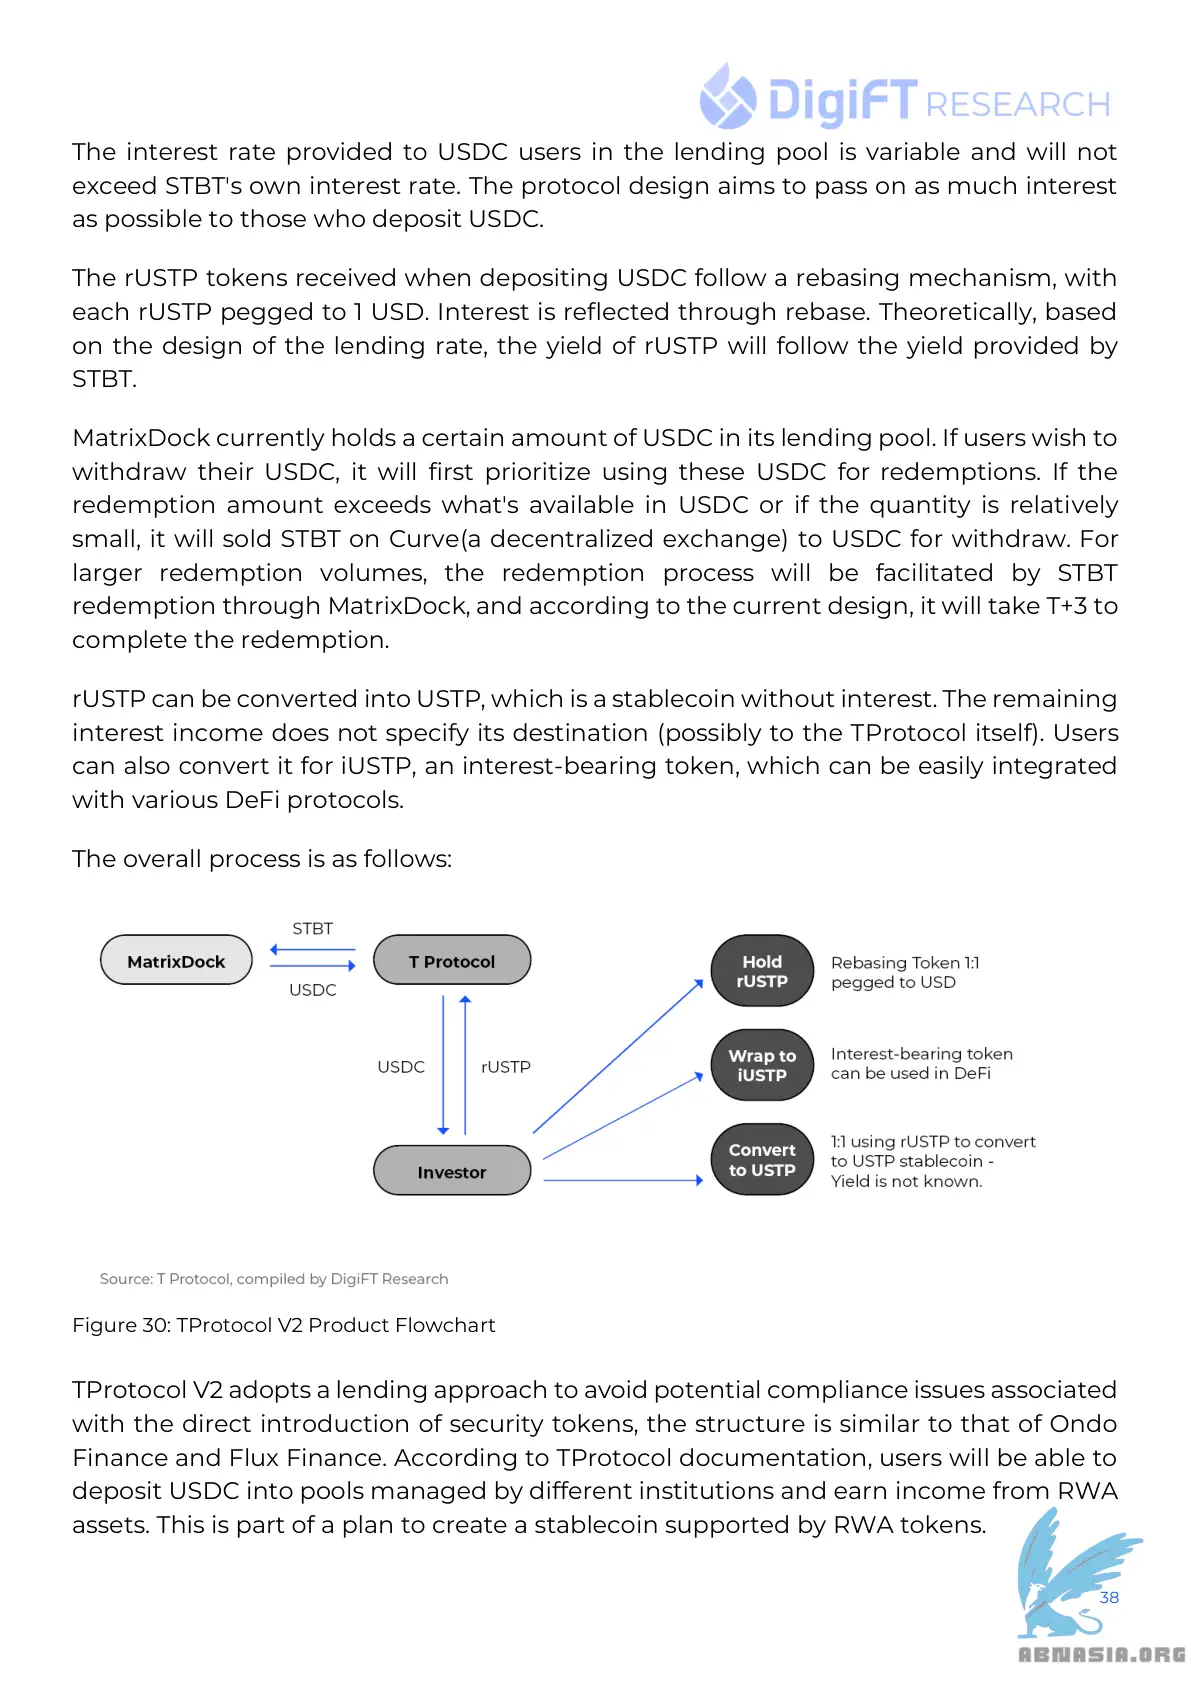 DigiFT RESEARCH
The interest rate provided to USDC users in the lending pool is variable and will not
exceed STBT's own interest rate. The protocol design aims to pass on as much interest
as possible to those who deposit USDC.
The rUSTP tokens received when depositing USDC follow a rebasing mechanism, with
each rUSTP pegged to 1 USD. Interest is reflected through rebase. Theoretically, based
on the design of the lending rate, the yield of rUSTP will follow the yield provided by
STBT.
MatrixDock currently holds a certain amount of USDC in its lending pool. If users wish to
withdraw their USDC, it will first prioritize using these USDC for redemptions. If the
redemption amount exceeds what's available in USDC or if the quantity is relatively
small, it will sold STBT on Curve(a decentralized exchange) to USDC for withdraw. For
larger redemption volumes, the redemption process will be facilitated by STBT
redemption through MatrixDock, and according to the current design, it will take T+3 to
complete the redemption.
rUSTP can be converted into USTP, which is a stablecoin without interest. The remaining
interest income does not specify its destination (possibly to the TProtocol itself). Users
can also convert it for iUSTP, an interest-bearing token, which can be easily integrated
with various DeFi protocols.
The overall process is as follows:
STBT
MatrixDock
T Protocol
USDC
Hold
rUSTP
Rebasing Token 1:1
pegged to USD
USDC
rUSTP
Wrap to
iUSTP
Interest-bearing token
can be used in DeFi
Investor
Convert
to USTP
1:1 using rUSTP to convert
to USTP stablecoin -
Yield is not known.
Source: T Protocol, compiled by DigiFT Research
Figure 30: TProtocol V2 Product Flowchart
TProtocol V2 adopts a lending approach to avoid potential compliance issues associated
with the direct introduction of security tokens, the structure is similar to that of Ondo
Finance and Flux Finance. According to TProtocol documentation, users will be able to
deposit USDC into pools managed by different institutions and earn income from RWA
assets. This is part of a plan to create a stablecoin supported by RWA tokens.
38
ABNASIA.ORG